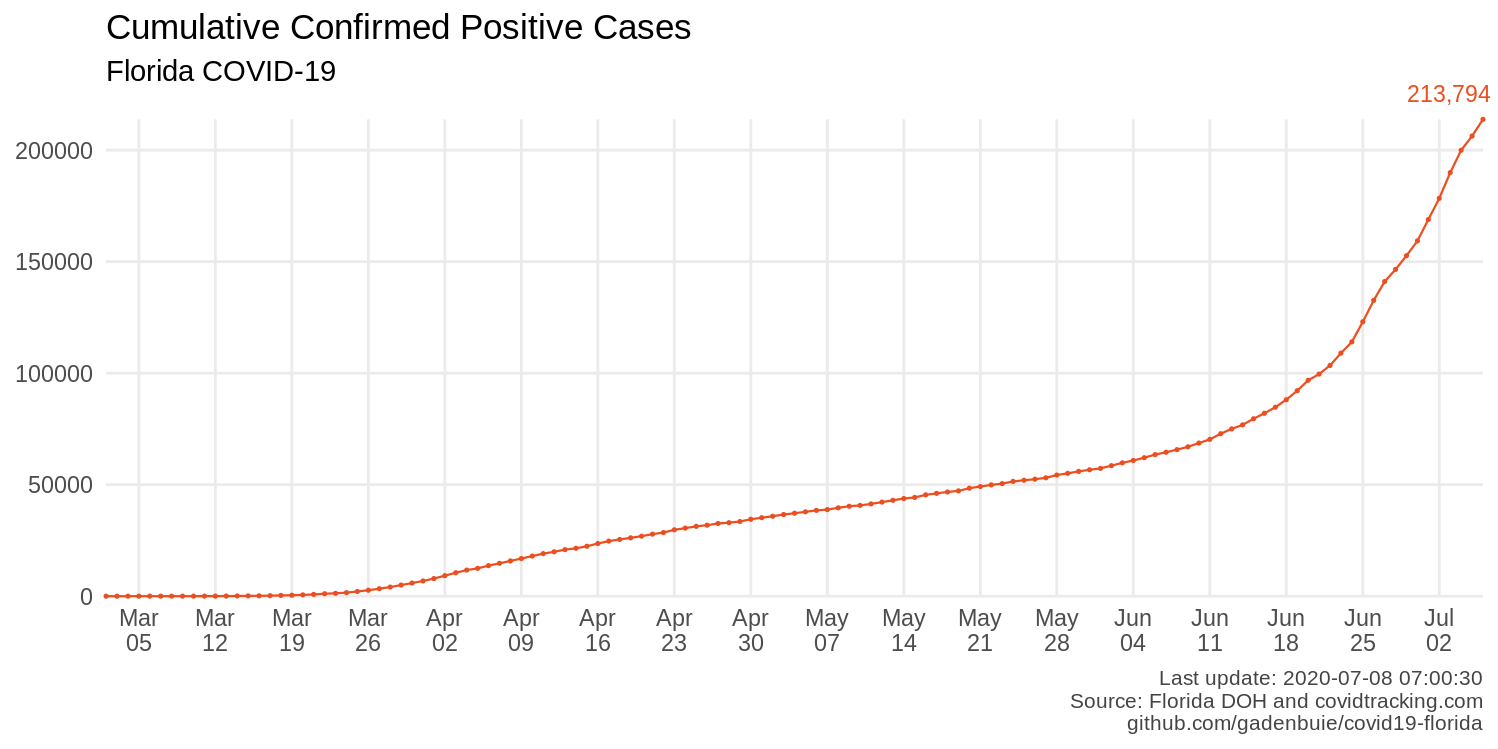 Cumulative Confirmed Positive Cases
Florida COVID-19
213,794
200000
150000
100000
50000
0
Mar Mar Mar Mar Apr Apr Apr Apr Apr May May May May Jun Jun Jun Jun Jul
05 12 19 26 02 09 16 23 30 07 14 21 28 04 11 18 25 02
Last update: 2020-07-08 07:00:30
Source: Florida DOH and covidtracking.com
github.com/gadenbuie/covid19-florida